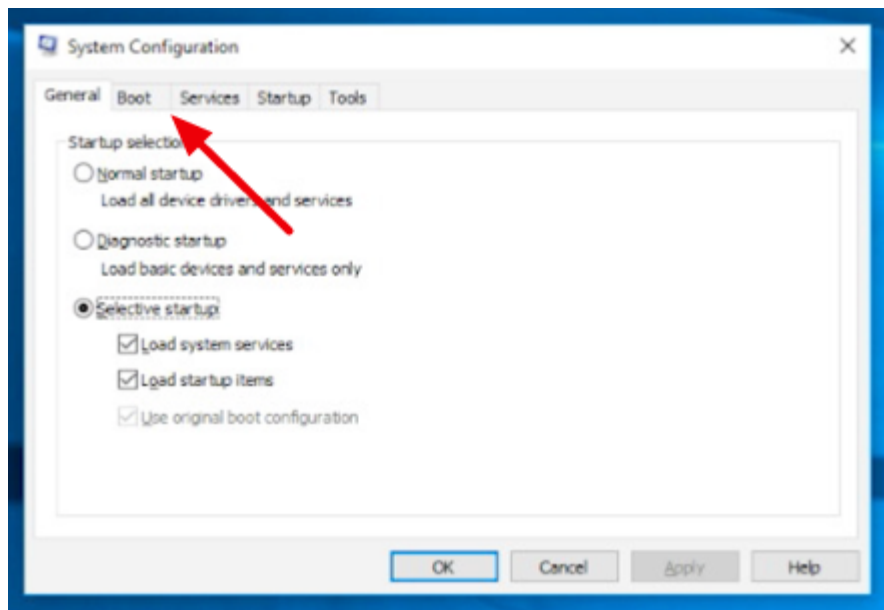 System Configuration
General Boot Services Startup Tools
Startup selection
Normal startup
Load all device drivers and services
Diagnostic startup
Load basic devices and services only
Selective startup
Load system services
Load startup items
Use original boot configuration
OK Cancel Apply Help